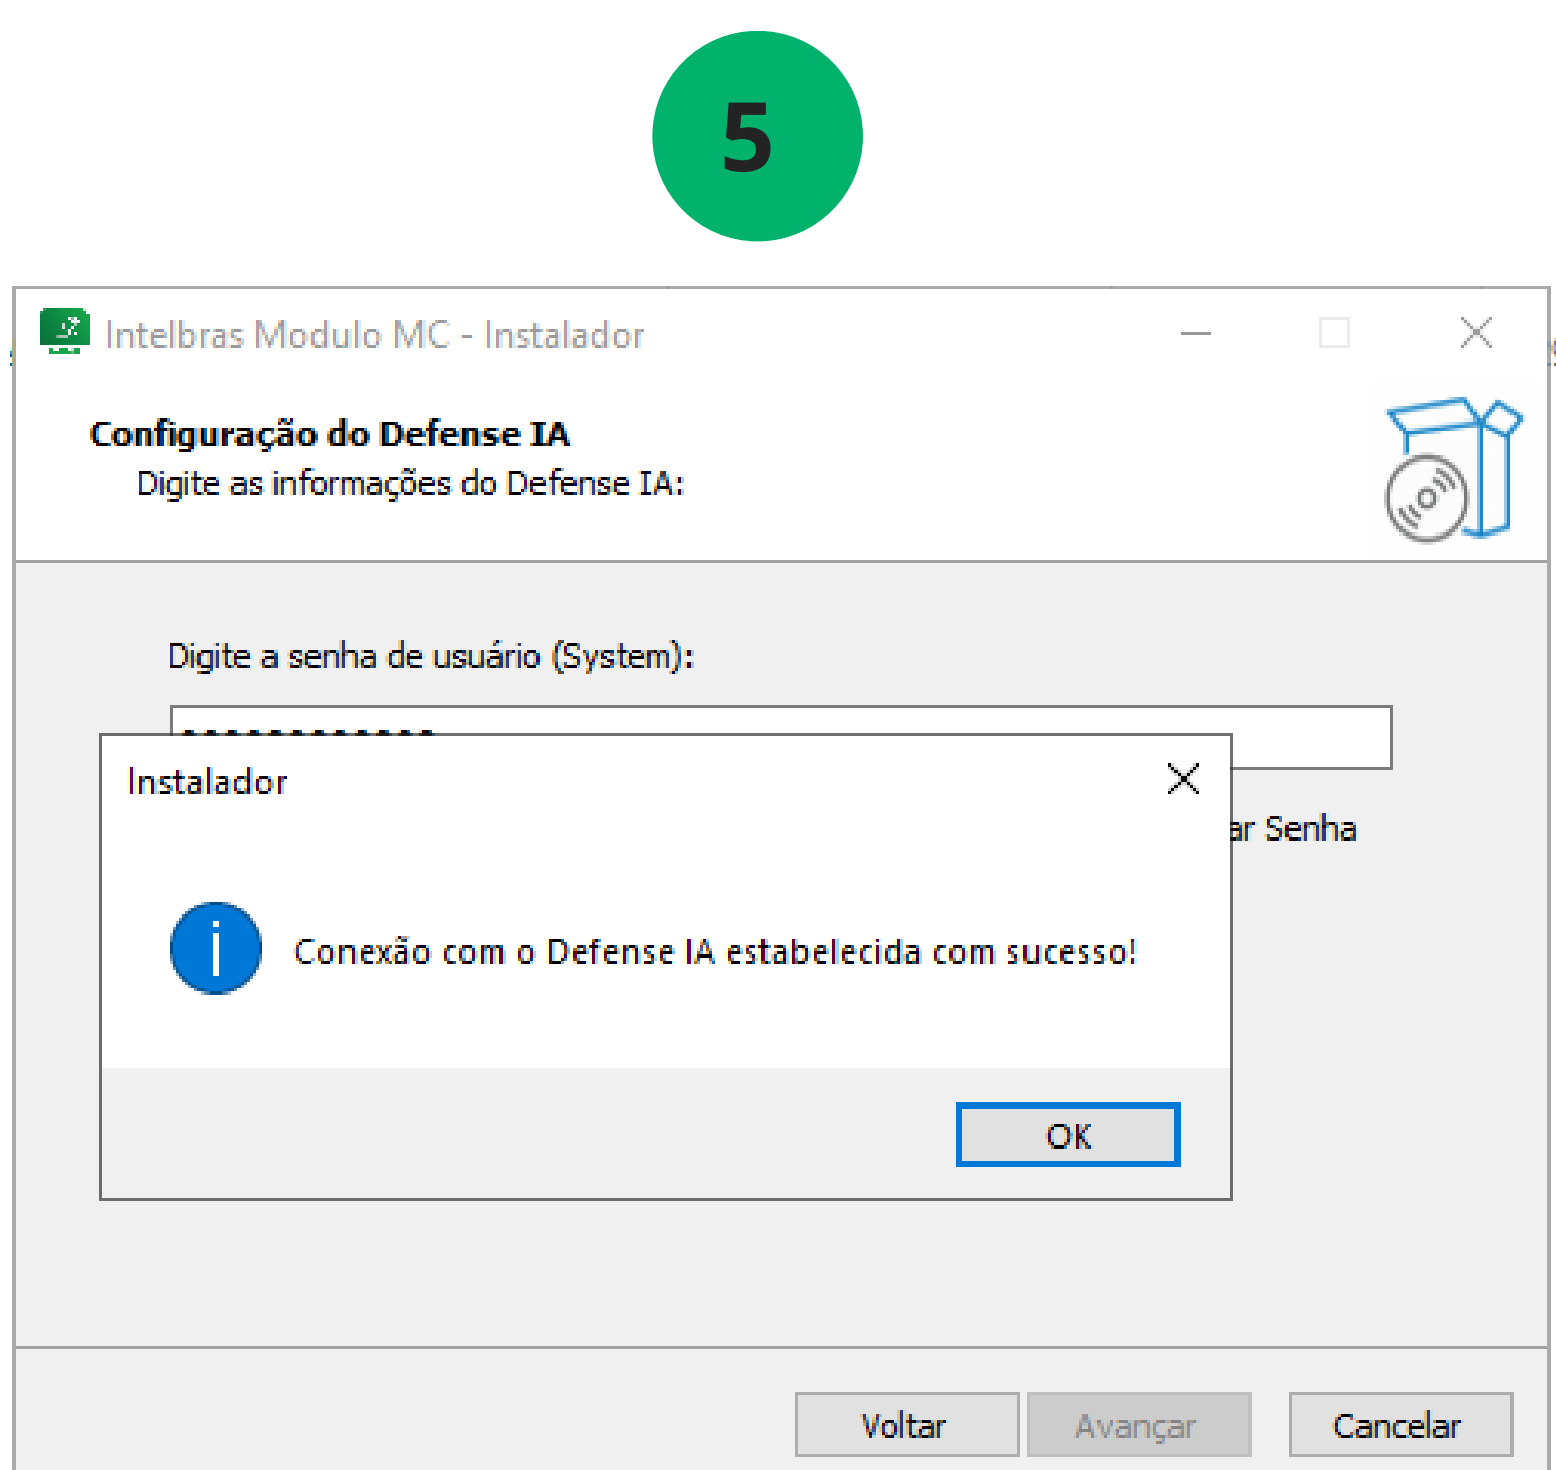 5
Intelbras Modulo MC - Instalador
Configuração do Defense IA
Digite as informações do Defense IA:
Digite a senha de usuário (System):
Instalador
ar Senha
Conexão com o Defense IA estabelecida com sucesso!
OK
Voltar
Avançar
Cancelar